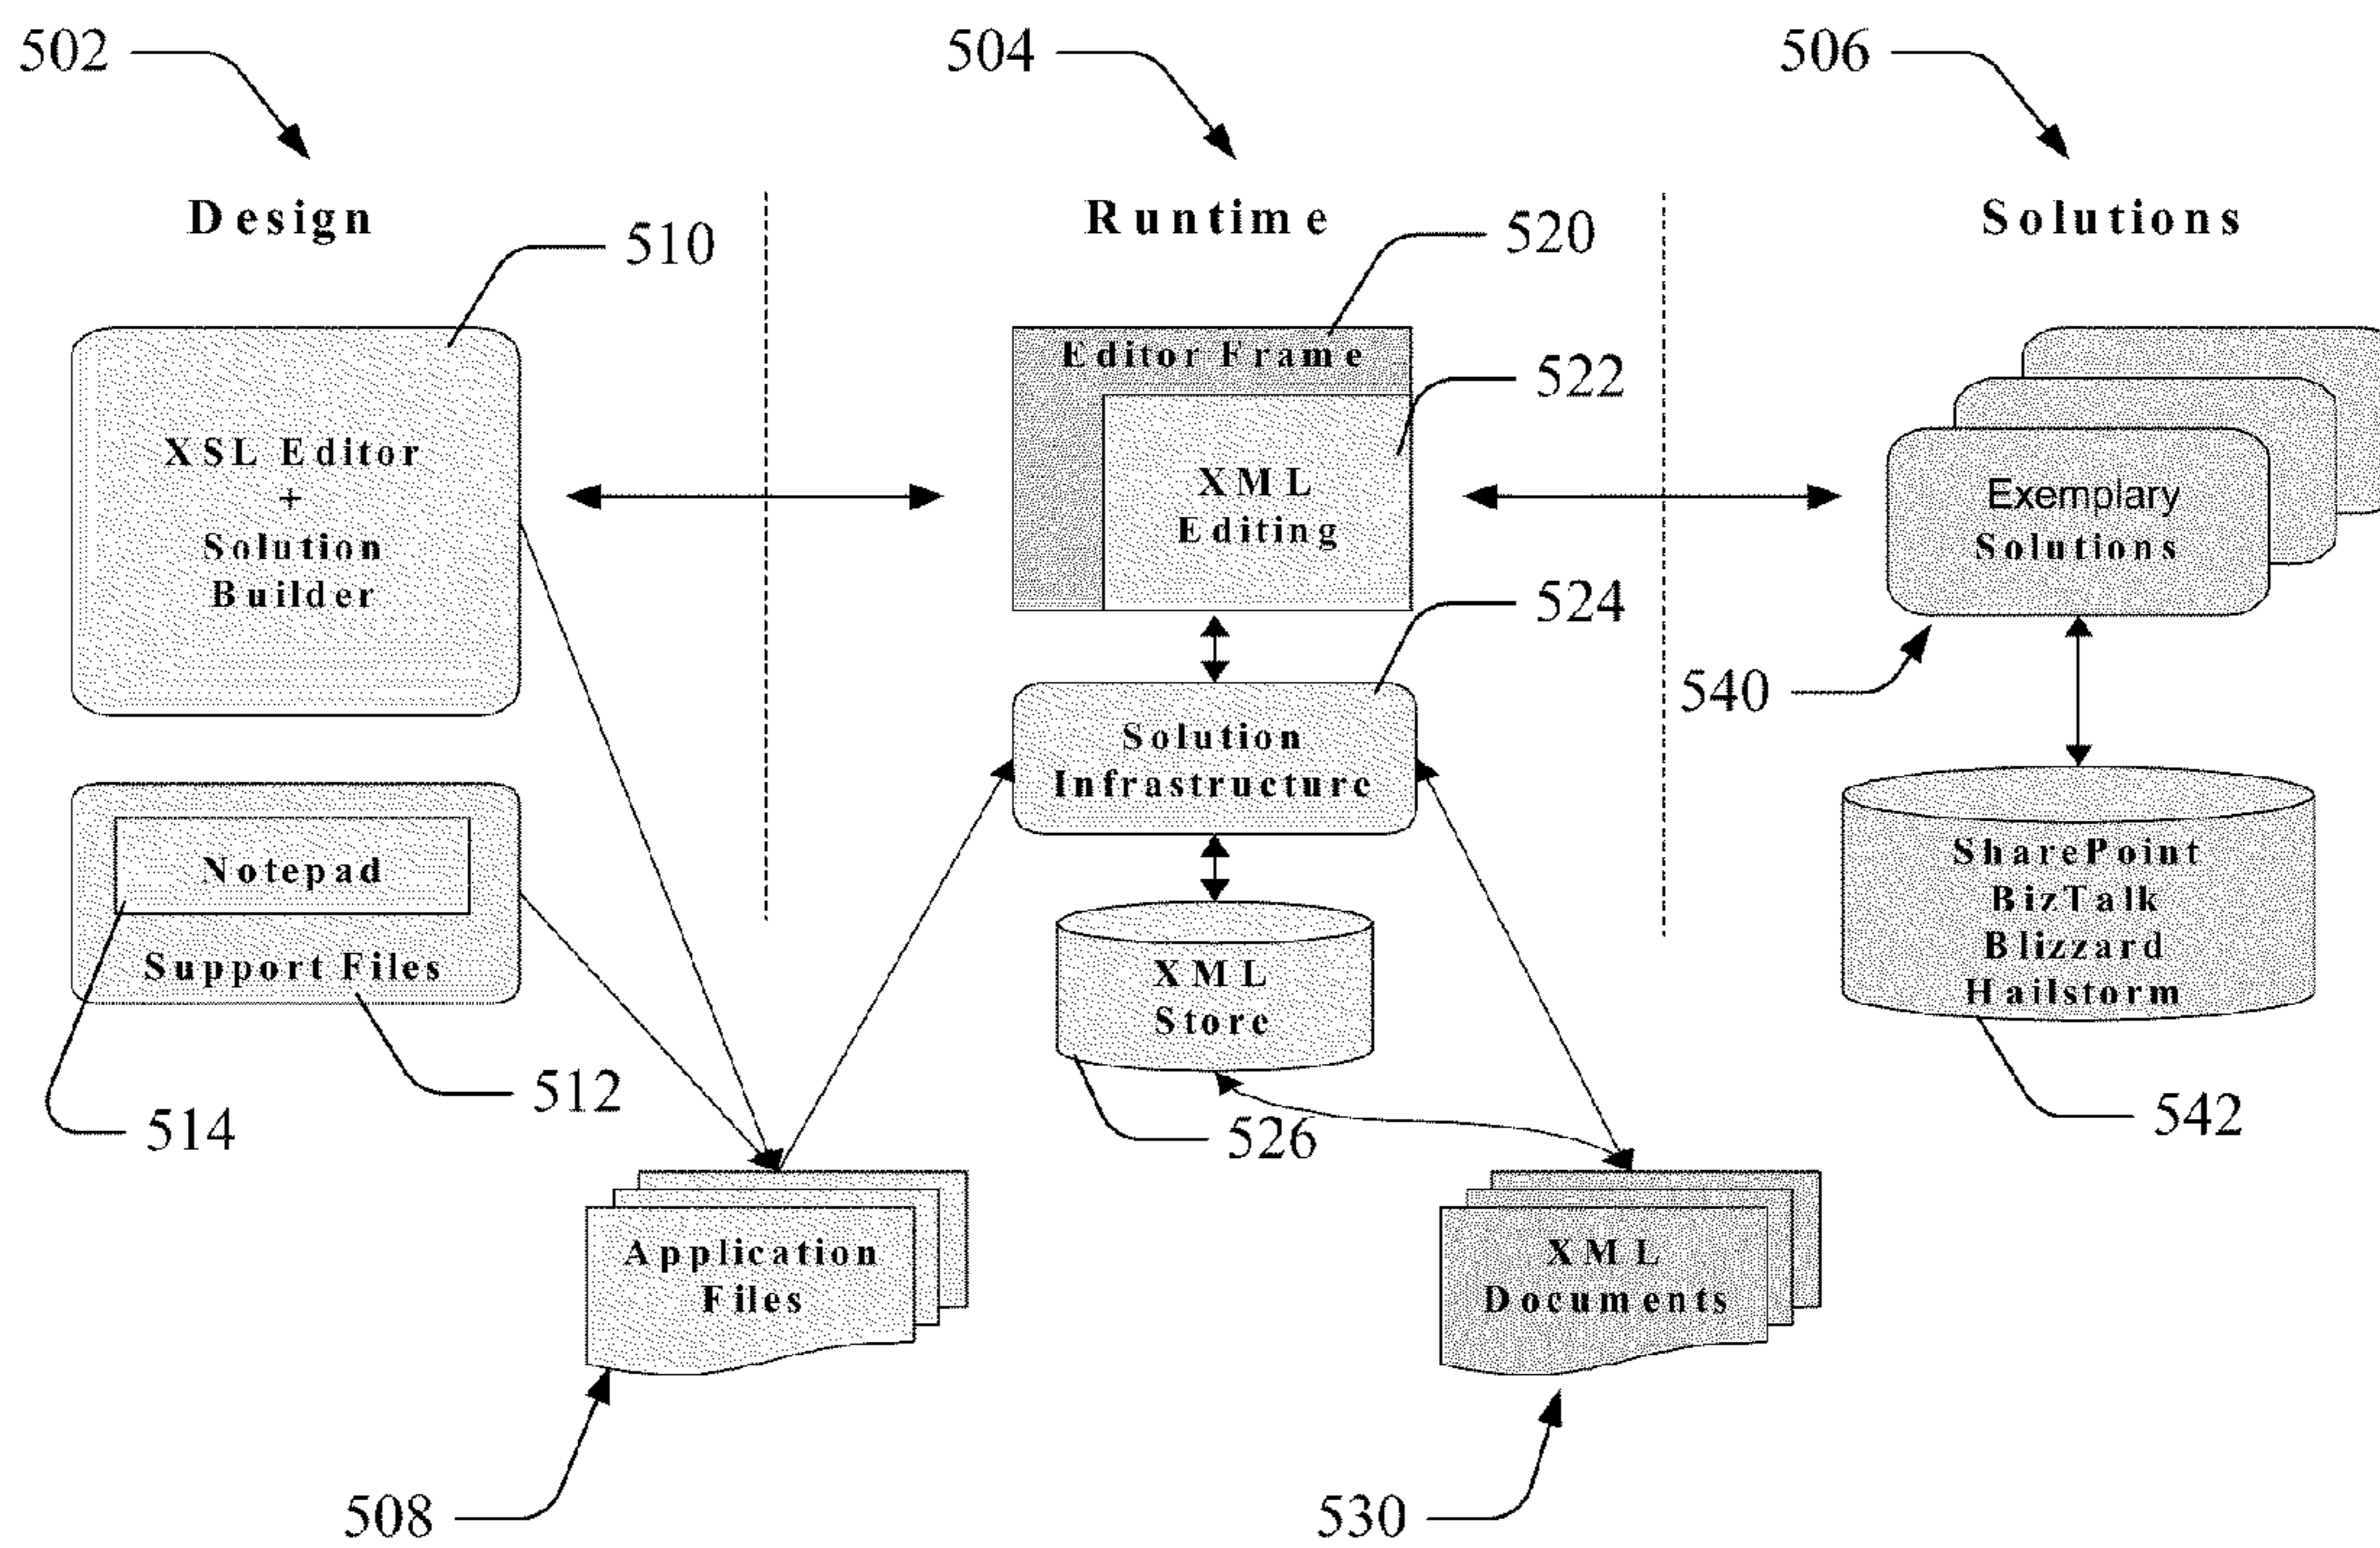 502
504
506
Design
Runtime
Solutions
510
520
Editor Frame
522
XSL Editor
+
Solution
Builder
XML
Editing
Exemplary
Solutions
524
540
Solution
Infrastructure
Notepad
Support Files
SharePoint
BizTalk
Blizzard
Hailstorm
XML
Store
512
514
526
542
Application
Files
XML
Documents
508
530